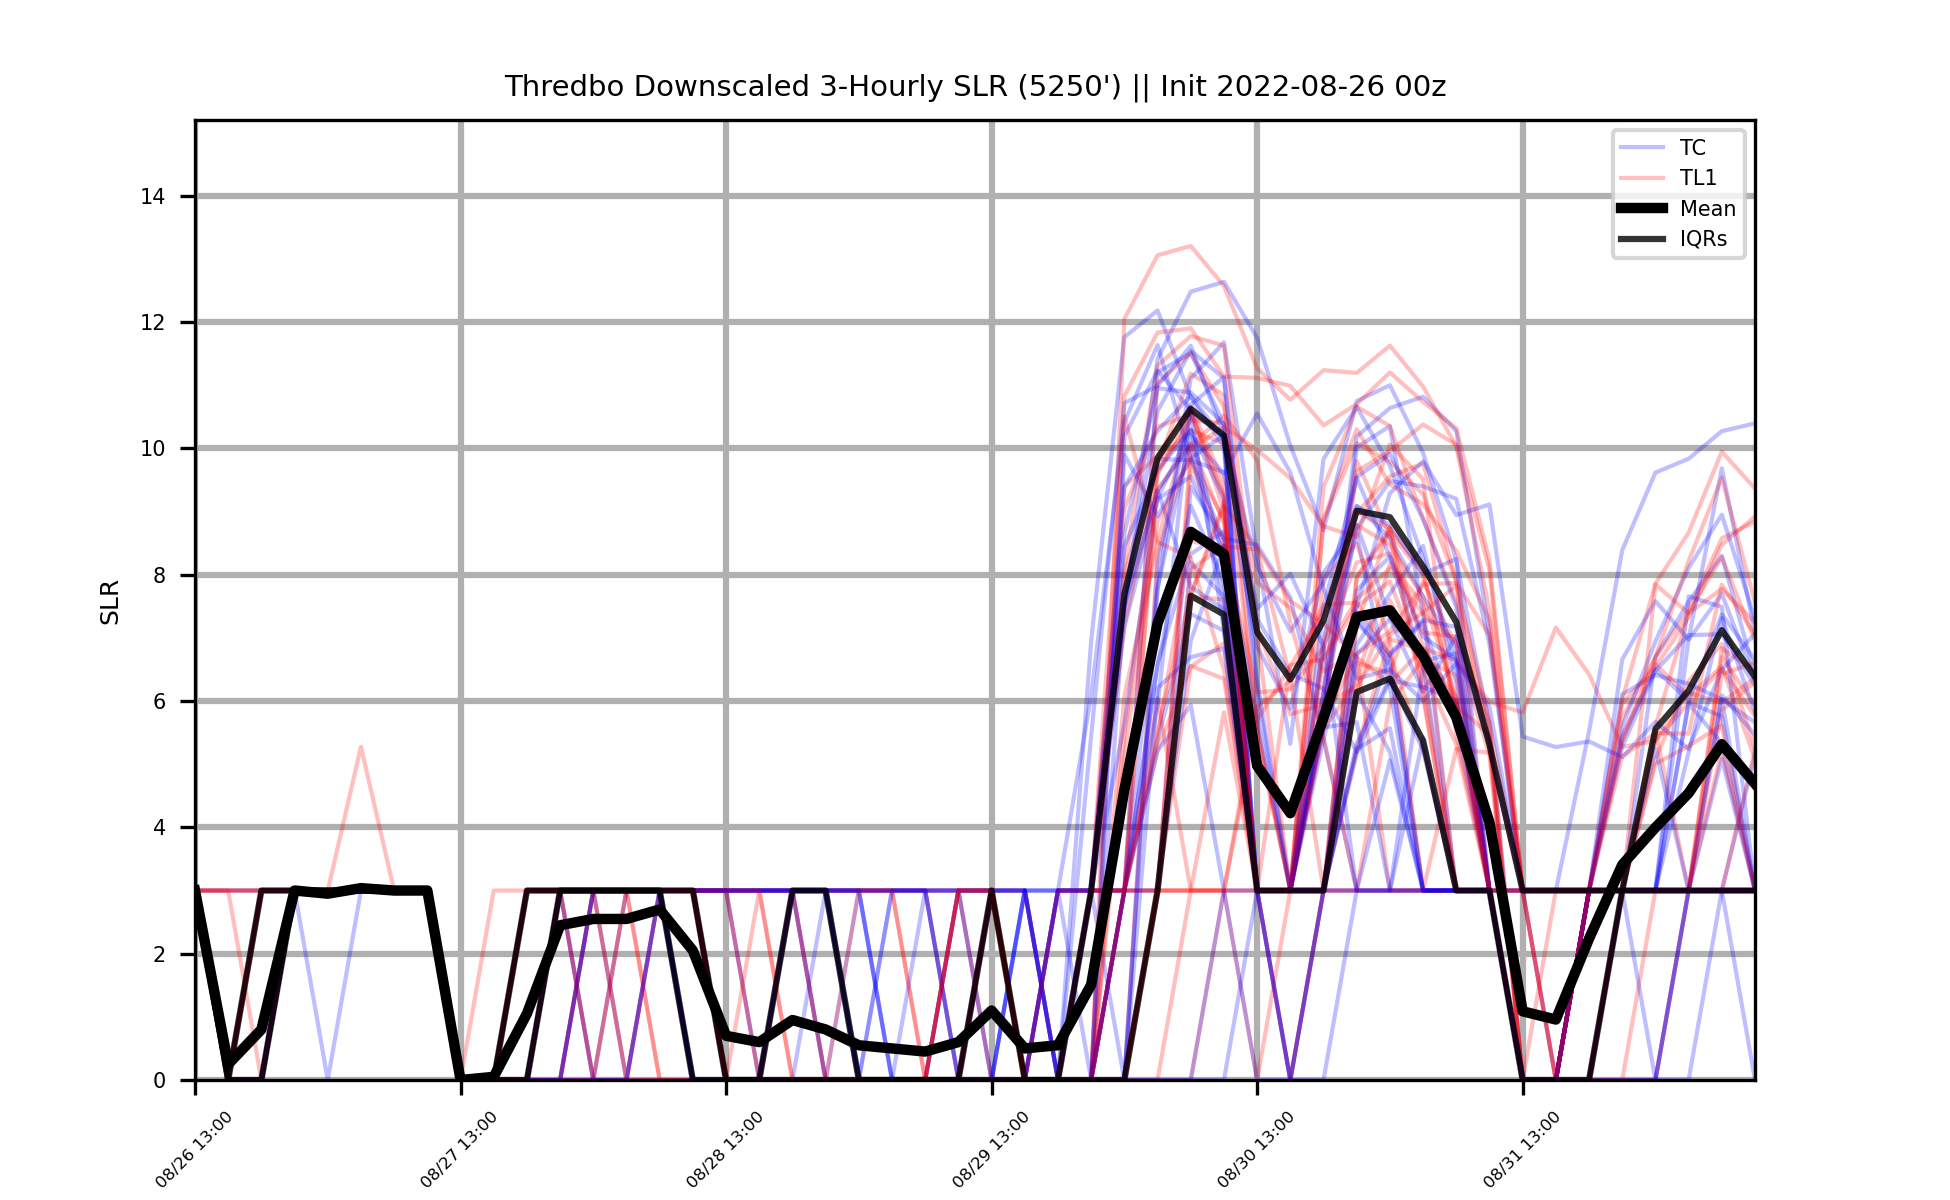 Thredbo Downscaled 3-Hourly SLR (5250') || Init 2022-08-26 00z
TC
TL1
Mean
IQRs
SLR
14
12
10
8
6
4
2
0
08/26 13:00
08/27 13:00
08/28 13:00
08/29 13:00
08/30 13:00
08/31 13:00